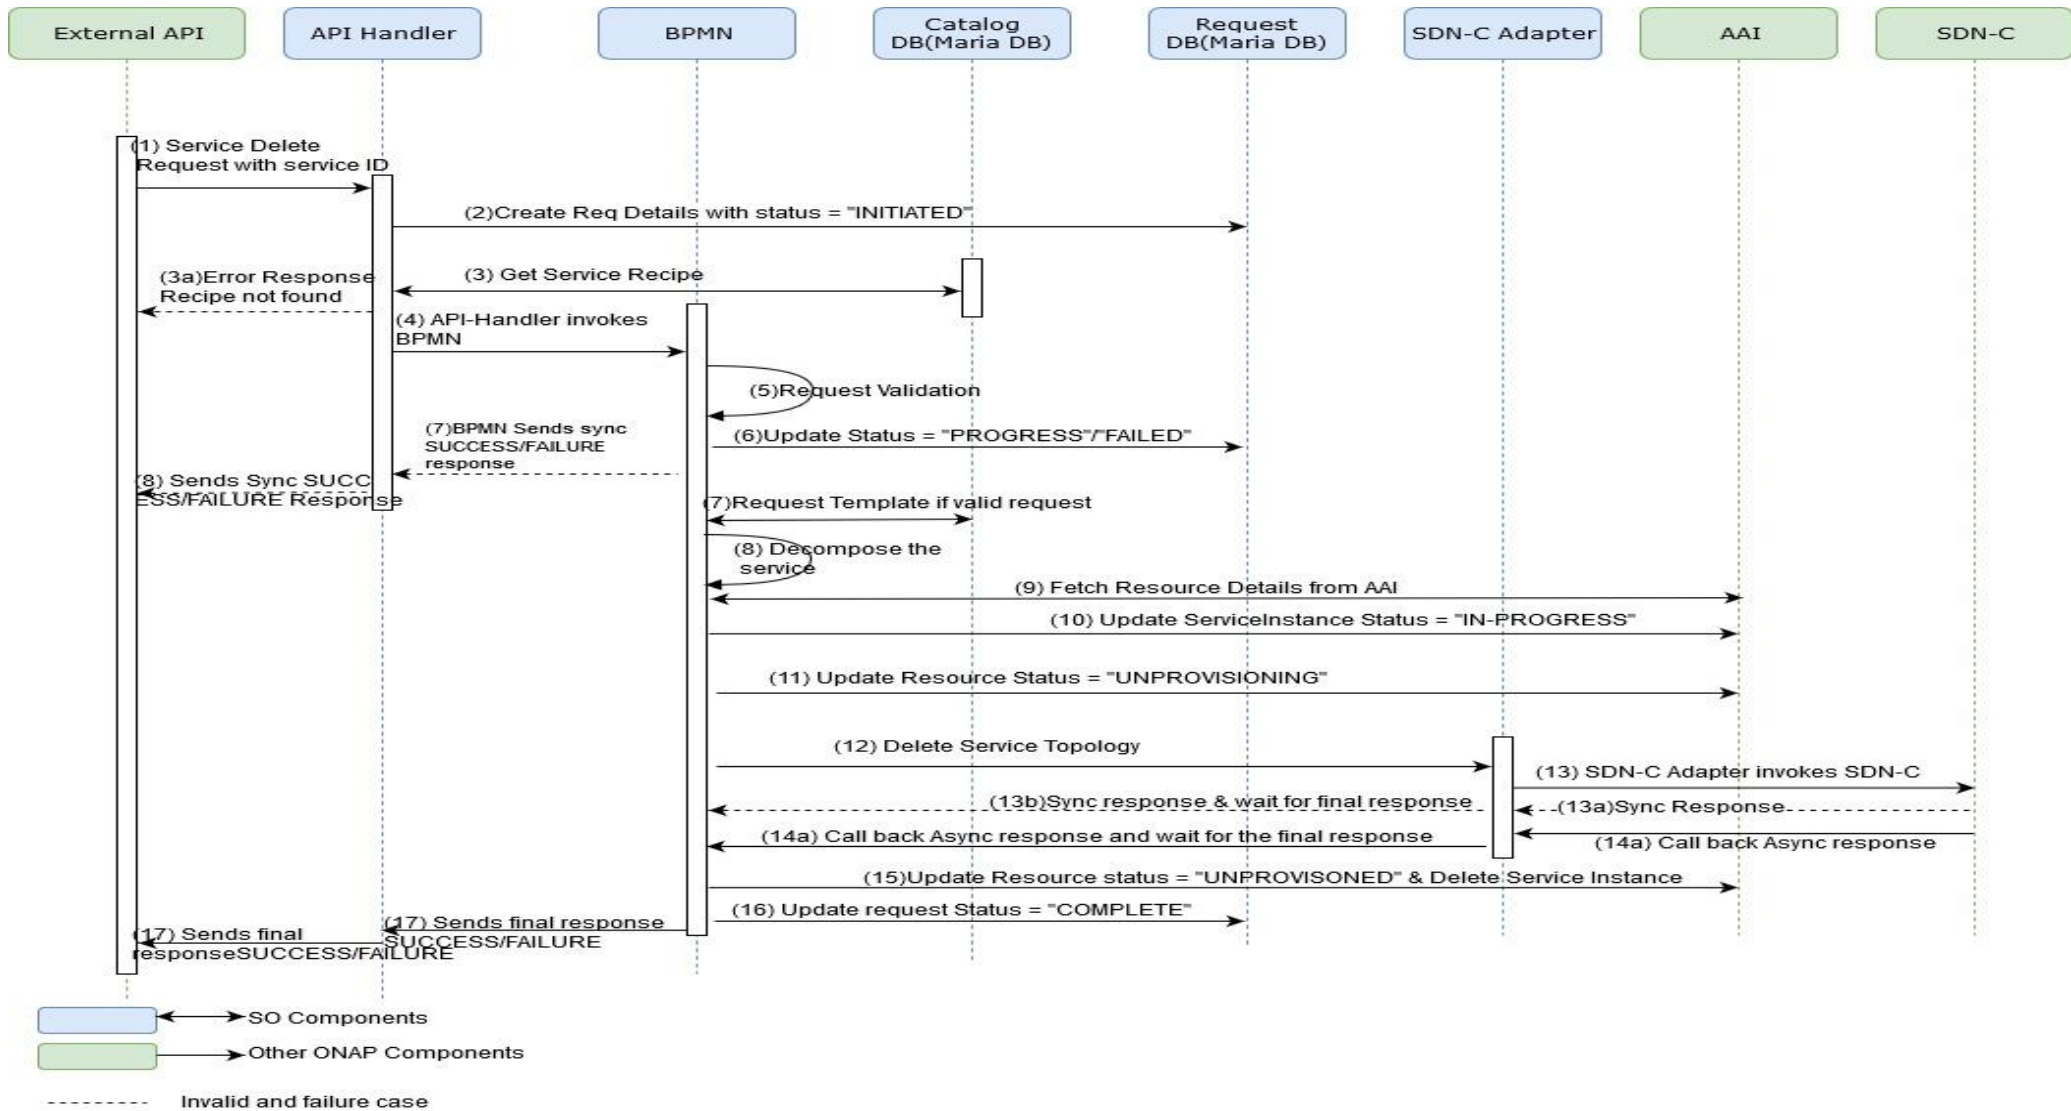 External API
API Handler
BPMN
Catalog
DB(Maria DB)
Request
DB(Maria DB)
SDN-C Adapter
AAI
SDN-C
(1) Service Delete
Request with service ID
(2)Create Req Details with status = "INITIATED"
(3a)Error Response
Recipe not found
(3) Get Service Recipe
(4) API-Handler invokes
BPMN
(5)Request Validation
(7)BPMN Sends sync
SUCCESS/FAILURE
response
(6)Update Status = "PROGRESS"/"FAILED"
(8) Sends Sync SUCC
ESS/FAILURE Response
(7)Request Template if valid request
(8) Decompose the
service
(9) Fetch Resource Details from AAI
(10) Update ServiceInstance Status = "IN-PROGRESS"
(11) Update Resource Status = "UNPROVISIONING"
(12) Delete Service Topology
(13) SDN-C Adapter invokes SDN-C
(13b)Sync response & wait for final response
(13a)Sync Response
(14a) Call back Async response and wait for the final response
(14a) Call back Async response
(15)Update Resource status = "UNPROVISONED" & Delete Service Instance
(16) Update request Status = "COMPLETE"
(17) Sends final response
SUCCESS/FAILURE
(17) Sends final
responseSUCCESS/FAILURE
SO Components
Other ONAP Components
Invalid and failure case